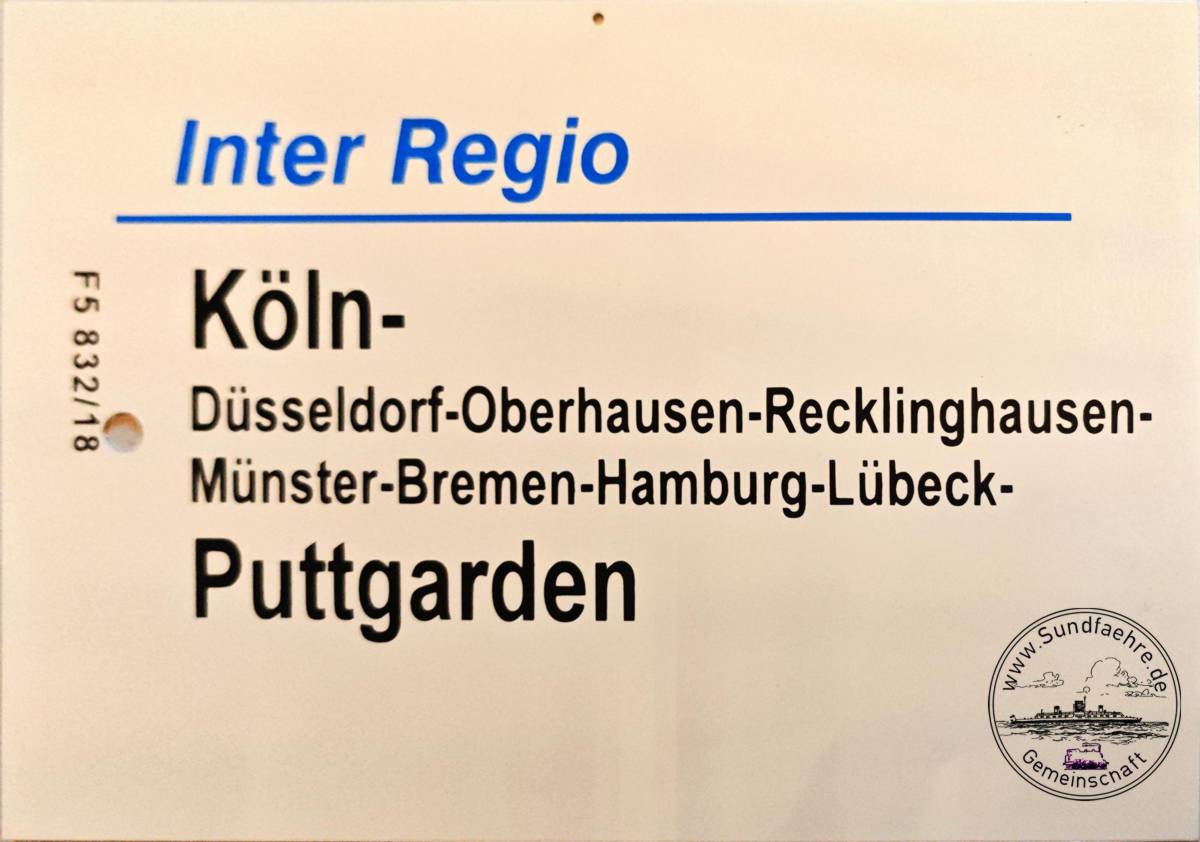 Inter Regio
F5 832/18
Köln-
Düsseldorf-Oberhausen-Recklinghausen-
Münster-Bremen-Hamburg-Lübeck-
Puttgarden
www.Sundfaehre.de
Gemeinschaft